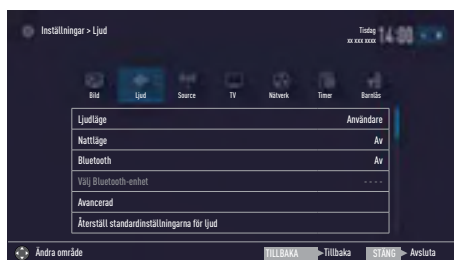 Inställningar > Ljud
Tisdag
xx xxx xxxx
14:00
Bild Ljud Source TV Nätverk Timer Barnlås
Ljudläge Användare
Nattläge Av
Bluetooth Av
Välj Bluetooth-enhet ----
Avancerad
Återställ standardinställningarna för ljud
Ändra område TILLBAKA Tillbaka STÄNG Avsluta